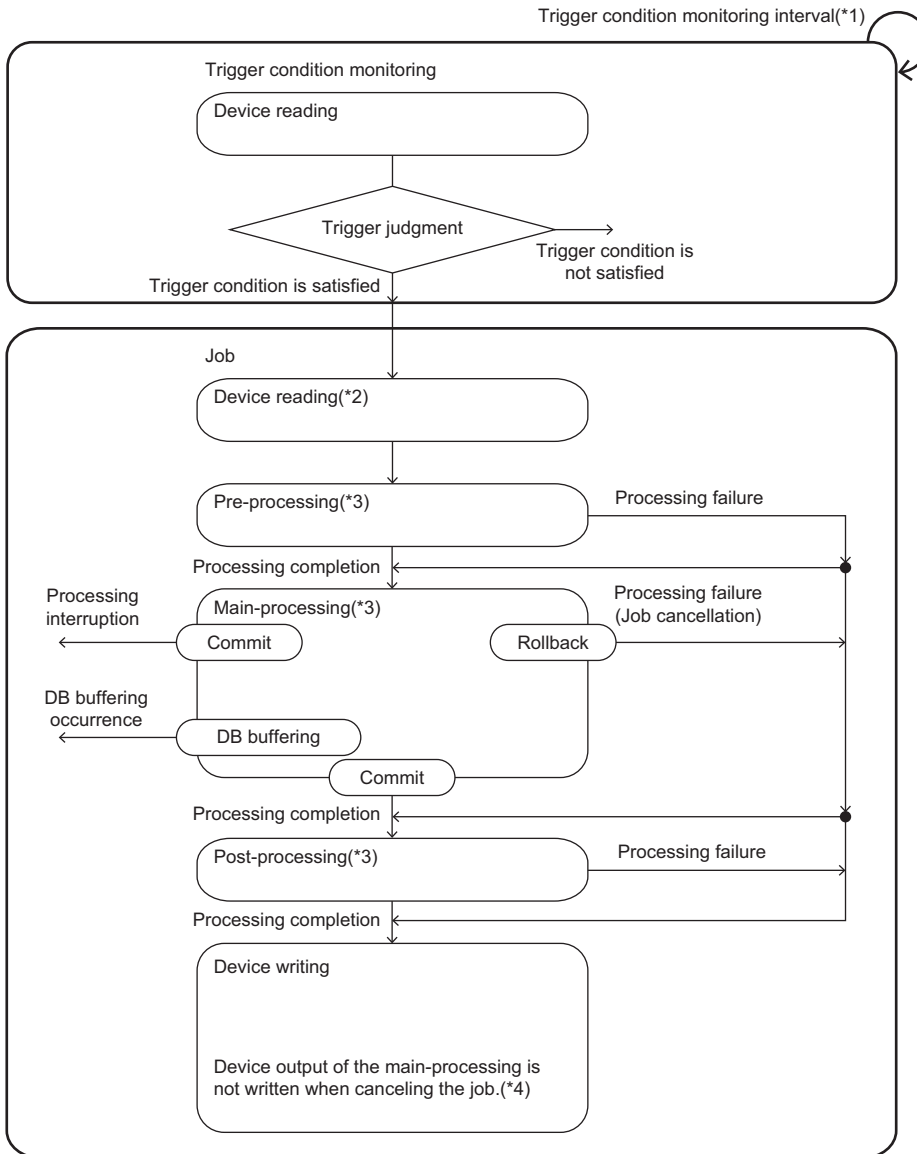 Trigger condition monitoring interval(*1)
Trigger condition monitoring
Device reading
Trigger judgment
Trigger condition is
not satisfied
Trigger condition is satisfied
Job
Device reading(*2)
Pre-processing(*3)
Processing failure
Processing completion
Processing
interruption
Main-processing(*3)
Processing failure
(Job cancellation)
Commit
Rollback
DB buffering
occurrence
DB buffering
Commit
Processing completion
Post-processing(*3)
Processing failure
Processing completion
Device writing
Device output of the main-processing is
not written when canceling the job.(*4)